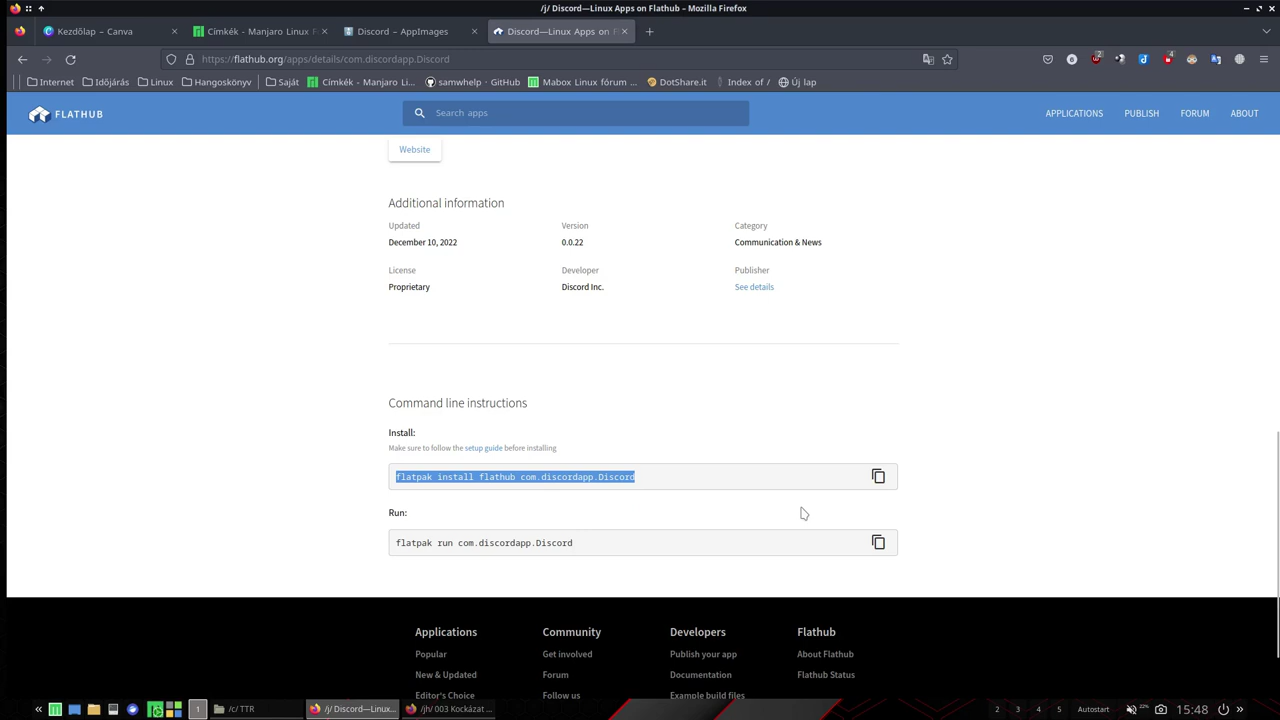 /j/ Discord—Linux Apps on Flathub – Mozilla Firefox
Kezdőlap – Canva
Címkék - Manjaro Linux F
Discord – AppImages
Discord—Linux Apps on F
https://flathub.org/apps/details/com.discordapp.Discord
2
4
Internet
Időjárás
Linux
Hangoskönyv
Saját
Címkék - Manjaro Li...
samwhelp · GitHub
Mabox Linux fórum ...
DotShare.it
Index of /
Új lap
FLATHUB
Search apps
APPLICATIONS
PUBLISH
FORUM
ABOUT
Website
Additional information
Updated
Version
Category
December 10, 2022
0.0.22
Communication & News
License
Developer
Publisher
Proprietary
Discord Inc.
See details
Command line instructions
Install:
Make sure to follow the setup guide before installing
flatpak install flathub com.discordapp.Discord
Run:
flatpak run com.discordapp.Discord
Applications
Community
Developers
Flathub
Popular
Get involved
Publish your app
About Flathub
New & Updated
Forum
Documentation
Flathub Status
Editor's Choice
Follow us
Example build files
«
1
/c/ TTR
/j/ Discord—Linux...
/jh/ 003 Kockázat ...
2
3
4
5
Autostart
22%
15:48
»